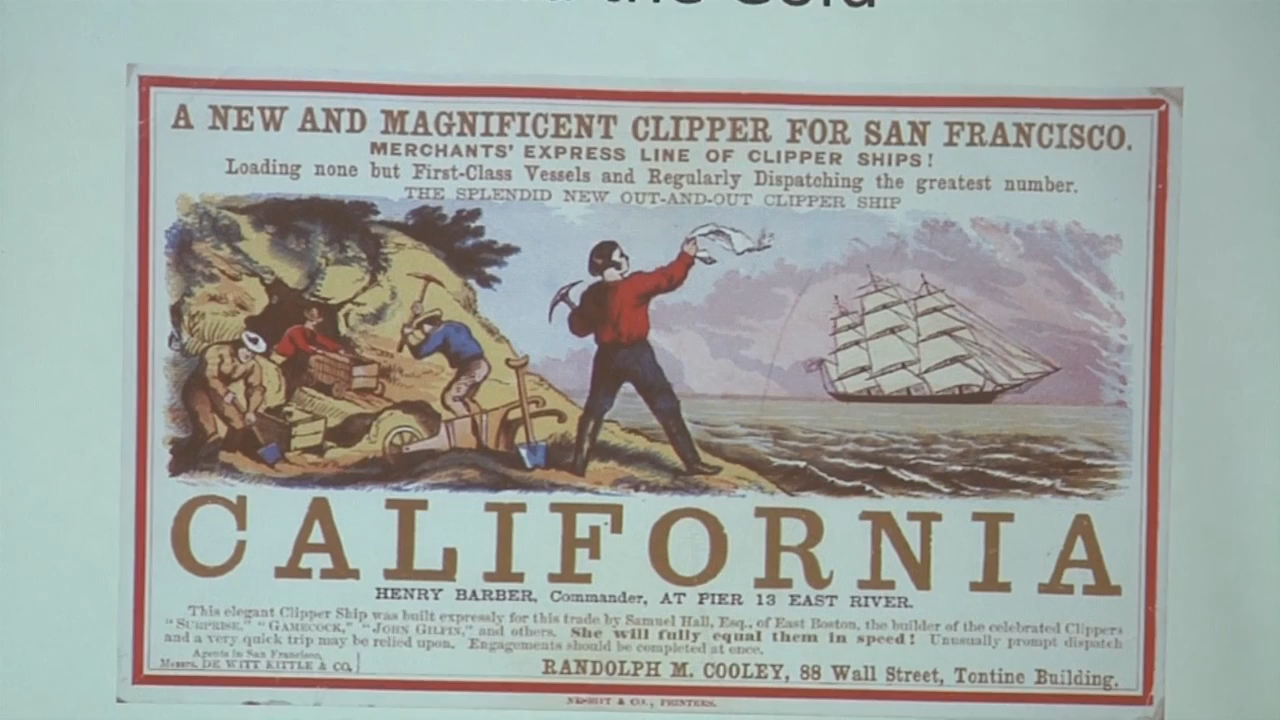 the Gold
A NEW AND MAGNIFICENT CLIPPER FOR SAN FRANCISCO.
MERCHANTS' EXPRESS LINE OF CLIPPER SHIPS!
Loading none but First-Class Vessels and Regularly Dispatching the greatest number.
THE SPLENDID NEW OUT-AND-OUT CLIPPER SHIP
CALIFORNIA
HENRY BARBER, Commander, AT PIER 13 EAST RIVER.
This elegant Clipper Ship was built expressly for this trade by Samuel Hall, Esq., of East Boston, the builder of the celebrated Clippers
"SURPRISE," "GAMECOCK," "JOHN GILPIN," and others. She will fully equal them in speed! Unusually prompt dispatch
and a very quick trip may be relied upon. Engagements should be completed at once.
Agents in San Francisco,
Messrs. DE WITT KITTLE & CO.
RANDOLPH M. COOLEY, 88 Wall Street, Tontine Building.
NESBITT & CO., PRINTERS.